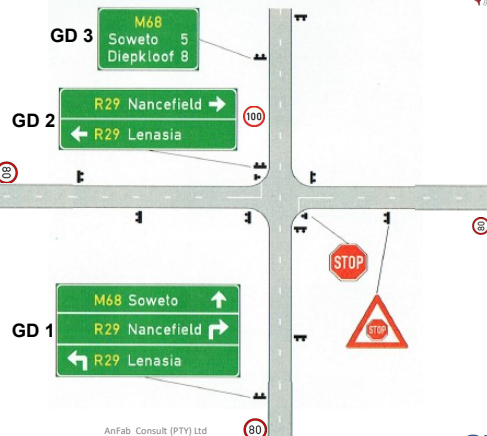 GD 3
M68
Soweto 5
Diepkloof 8
GD 2
R29 Nancefield
R29 Lenasia
100
80
80
STOP
STOP
GD 1
M68 Soweto
R29 Nancefield
R29 Lenasia
AnFab Consult (PTY) Ltd
80